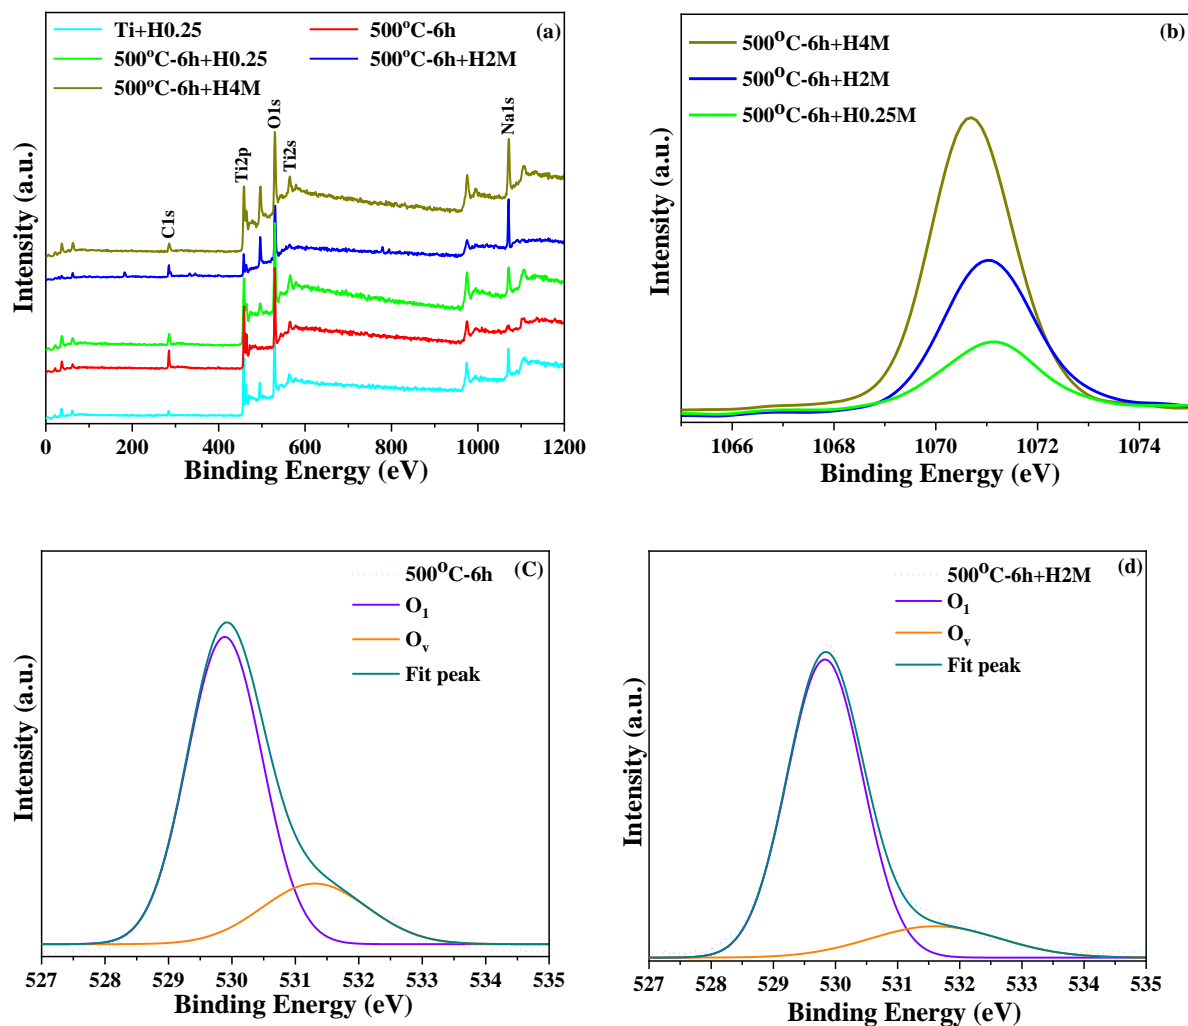 Ti+H0.25
500°C-6h
(a)
500°C-6h+H0.25
500°C-6h+H2M
500°C-6h+H4M
C1s
Ti2p
O1s
Ti2s
Na1s
Intensity (a.u.)
0 200 400 600 800 1000 1200
Binding Energy (eV)
(b)
500°C-6h+H4M
500°C-6h+H2M
500°C-6h+H0.25M
Intensity (a.u.)
1066 1068 1070 1072 1074
Binding Energy (eV)
500°C-6h
(C)
O1
Ov
Fit peak
Intensity (a.u.)
527 528 529 530 531 532 533 534 535
Binding Energy (eV)
500°C-6h+H2M
(d)
O1
Ov
Fit peak
Intensity (a.u.)
527 528 529 530 531 532 533 534 535
Binding Energy (eV)